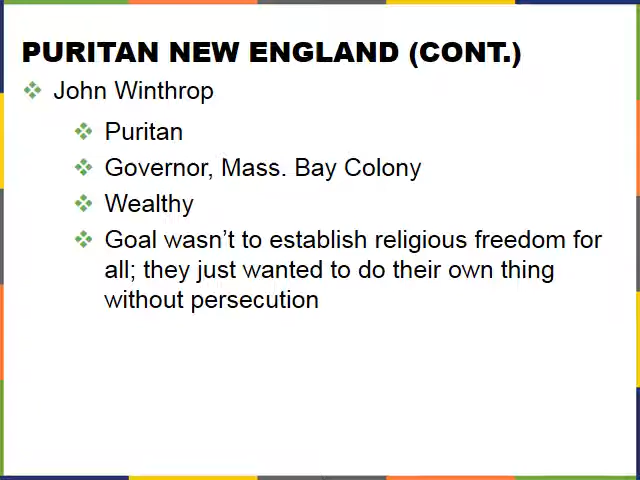 PURITAN NEW ENGLAND (CONT.)
John Winthrop
Puritan
Governor, Mass. Bay Colony
Wealthy
Goal wasn’t to establish religious freedom for
all; they just wanted to do their own thing
without persecution